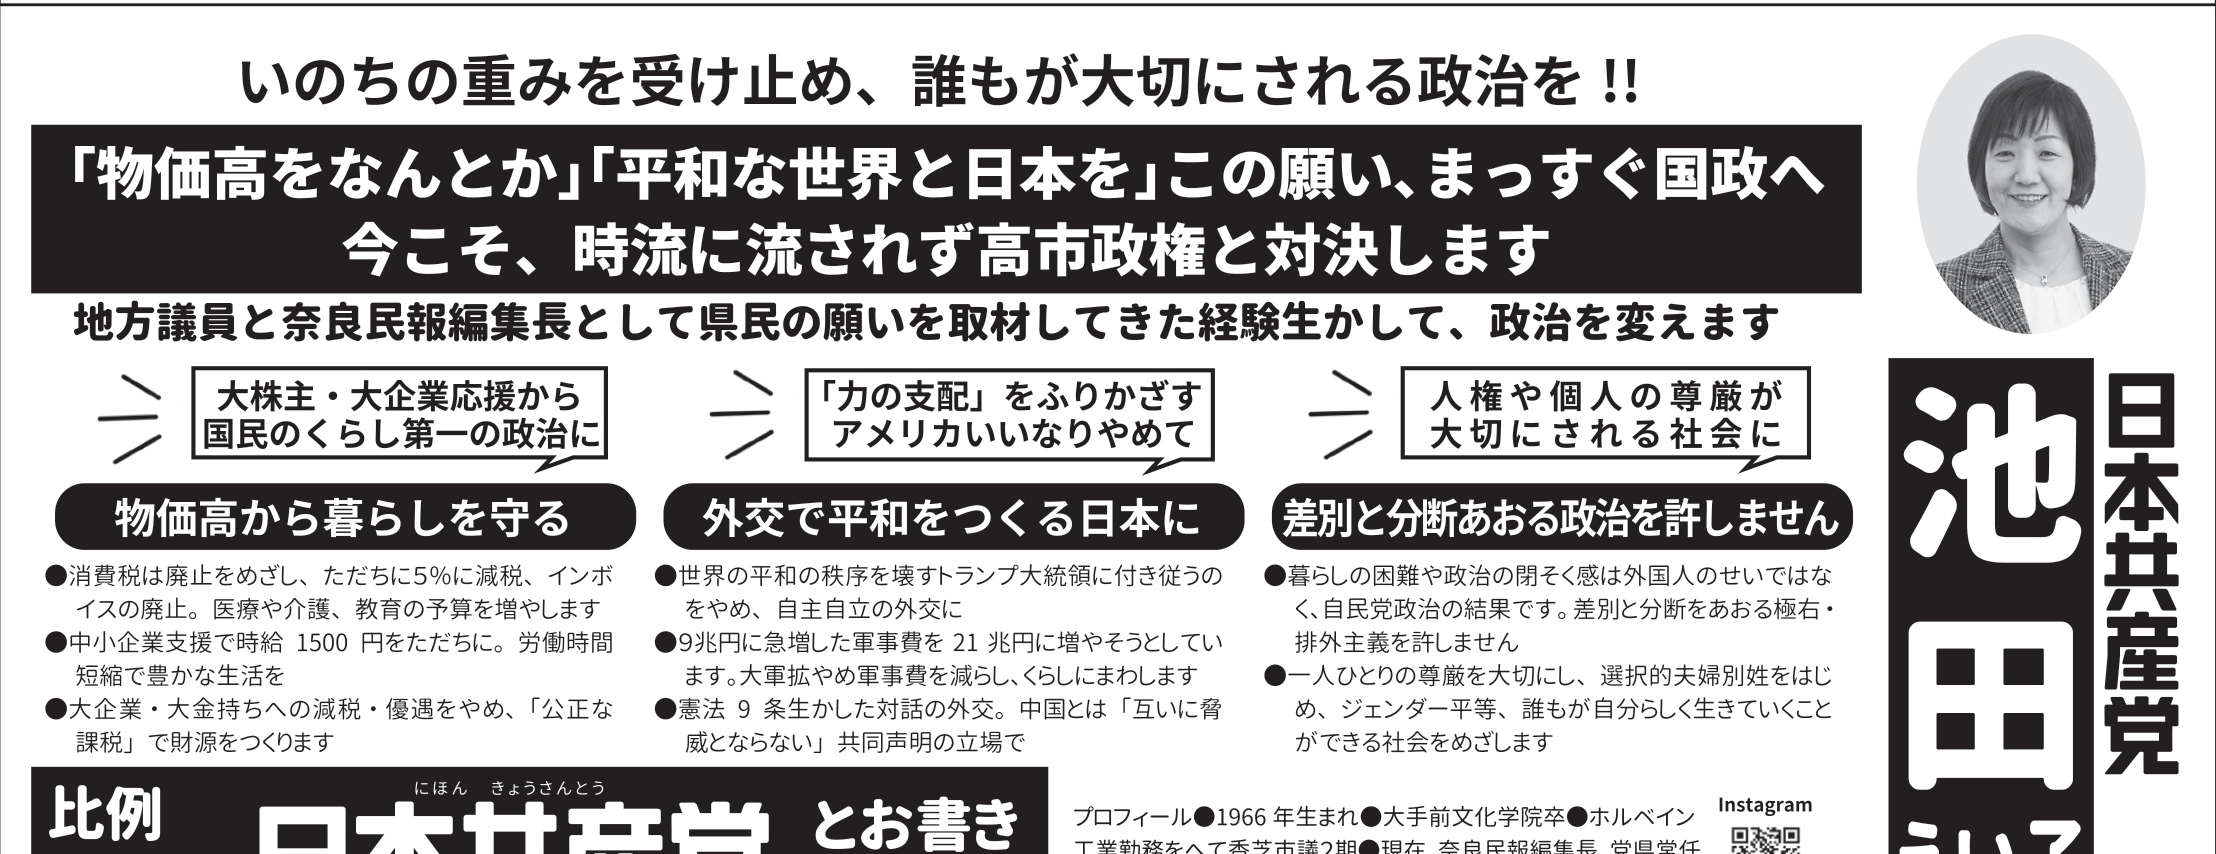 いのちの重みを受け止め、誰もが大切にされる政治を !!
「物価高をなんとか」「平和な世界と日本を」この願い、まっすぐ国政へ
今こそ、時流に流されず高市政権と対決します
地方議員と奈良民報編集長として県民の願いを取材してきた経験生かして、政治を変えます
大株主・大企業応援から
国民のくらし第一の政治に
物価高から暮らしを守る
●消費税は廃止をめざし、ただちに5%に減税、インボ
イスの廃止。医療や介護、教育の予算を増やします
●中小企業支援で時給 1500 円をただちに。労働時間
短縮で豊かな生活を
●大企業・大金持ちへの減税・優遇をやめ、「公正な
課税」で財源をつくります
「力の支配」をふりかざす
アメリカいいなりやめて
外交で平和をつくる日本に
●世界の平和の秩序を壊すトランプ大統領に付き従うの
をやめ、自主自立の外交に
●9兆円に急増した軍事費を 21 兆円に増やそうとしてい
ます。大軍拡やめ軍事費を減らし、くらしにまわします
●憲法 9 条生かした対話の外交。中国とは「互いに脅
威とならない」共同声明の立場で
人権や個人の尊厳が
大切にされる社会に
差別と分断あおる政治を許しません
●暮らしの困難や政治の閉そく感は外国人のせいではな
く、自民党政治の結果です。差別と分断をあおる極右・
排外主義を許しません
●一人ひとりの尊厳を大切にし、選択的夫婦別姓をはじ
め、ジェンダー平等、誰もが自分らしく生きていくこと
ができる社会をめざします
日本共産党
池田
比例
にほん きょうさんとう
日本共産党
とお書き
プロフィール●1966 年生まれ●大手前文化学院卒●ホルベイン
工業勤務をへて香芝市議2期●現在 奈良民報編集長 党県常任
Instagram